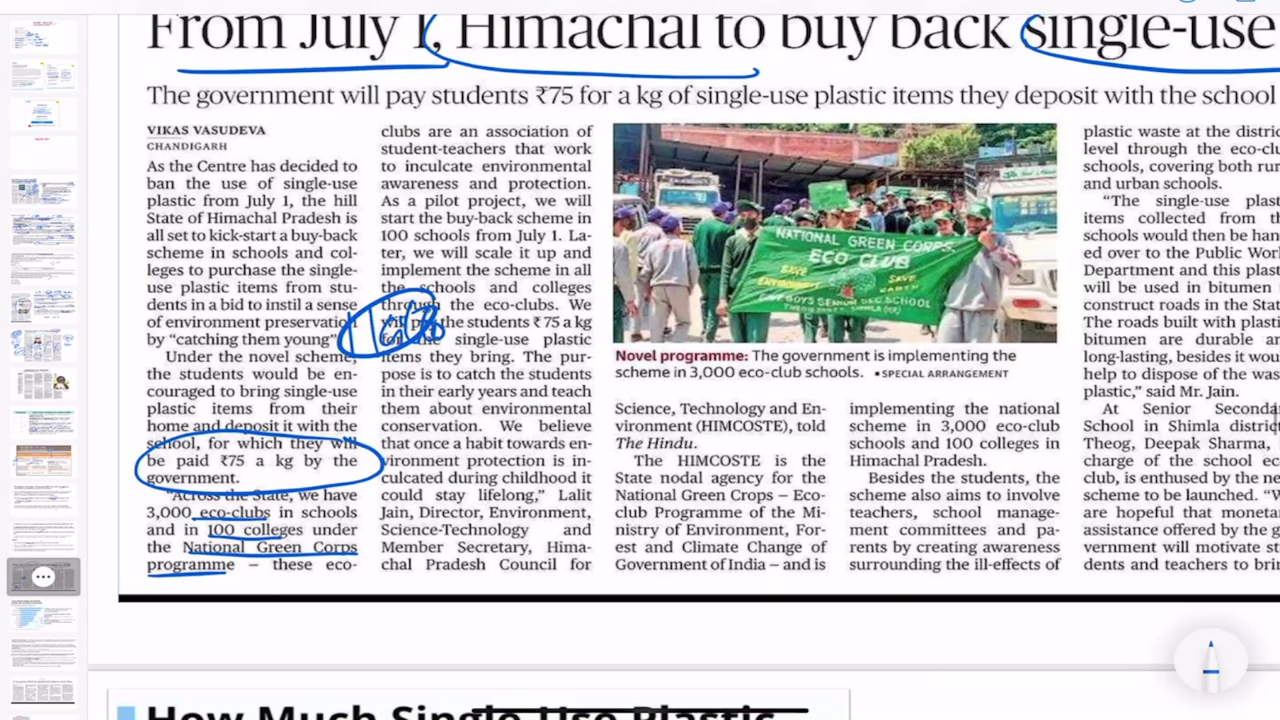 From July 1, Himachal to buy back single-use
The government will pay students ₹75 for a kg of single-use plastic items they deposit with the school
VIKAS VASUDEVA
CHANDIGARH
As the Centre has decided to
ban the use of single-use
plastic from July 1, the hill
State of Himachal Pradesh is
all set to kick-start a buy-back
scheme in schools and col-
leges to purchase the single-
use plastic items from stu-
dents in a bid to instil a sense
of environment preservation
by “catching them young”.
Under the novel scheme,
the students would be en-
couraged to bring single-use
plastic items from their
home and deposit it with the
school, for which they will
be paid ₹75 a kg by the
government.
“Across the State, we have
3,000 eco-clubs in schools
and in 100 colleges under
the National Green Corps
programme – these eco-
clubs are an association of
student-teachers that work
to inculcate environmental
awareness and protection.
As a pilot project, we will
start the buy-back scheme in
100 schools from July 1. La-
ter, we will scale it up and
implement the scheme in all
the schools and colleges
through the eco-clubs. We
will pay the students ₹75 a kg
for the single-use plastic
items they bring. The pur-
pose is to catch the students
in their early years and teach
them about environmental
preservation. We believe
that once a habit towards en-
vironment protection is in-
culcated during childhood it
would stay lifelong,” Lalit
Jain, Director, Environment,
Science-Technology and
Member Secretary, Hima-
chal Pradesh Council for
NATIONAL GREEN CORPS
ECO CLUB
SAVE
SAVE
EARTH
BOYS SENIOR SEC SCHOOL
Novel programme: The government is implementing the
scheme in 3,000 eco-club schools. • SPECIAL ARRANGEMENT
Science, Technology and En-
vironment (HIMCOSTE), told
The Hindu.
The HIMCOSTE is the
State nodal agency for the
National Green Corps – Eco-
club Programme of the Mi-
nistry of Environment, For-
est and Climate Change of
Government of India – and is
implementing the national
scheme in 3,000 eco-club
schools and 100 colleges in
Himachal Pradesh.
Besides the students, the
scheme also aims to involve
teachers, school manage-
ment committees and pa-
rents by creating awareness
surrounding the ill-effects of
plastic waste at the distric
level through the eco-clu
schools, covering both rur
and urban schools.
“The single-use plast
items collected from th
schools would then be han
ed over to the Public Wor
Department and this plast
will be used in bitumen t
construct roads in the Stat
The roads built with plasti
bitumen are durable an
long-lasting, besides it wou
help to dispose of the was
plastic,” said Mr. Jain.
At Senior Seconda
School in Shimla district
Theog, Deepak Sharma,
charge of the school ec
club, is enthused by the ne
scheme to be launched. “W
are hopeful that moneta
assistance offered by the g
vernment will motivate st
dents and teachers to brin
How Much Single-Use Plastic